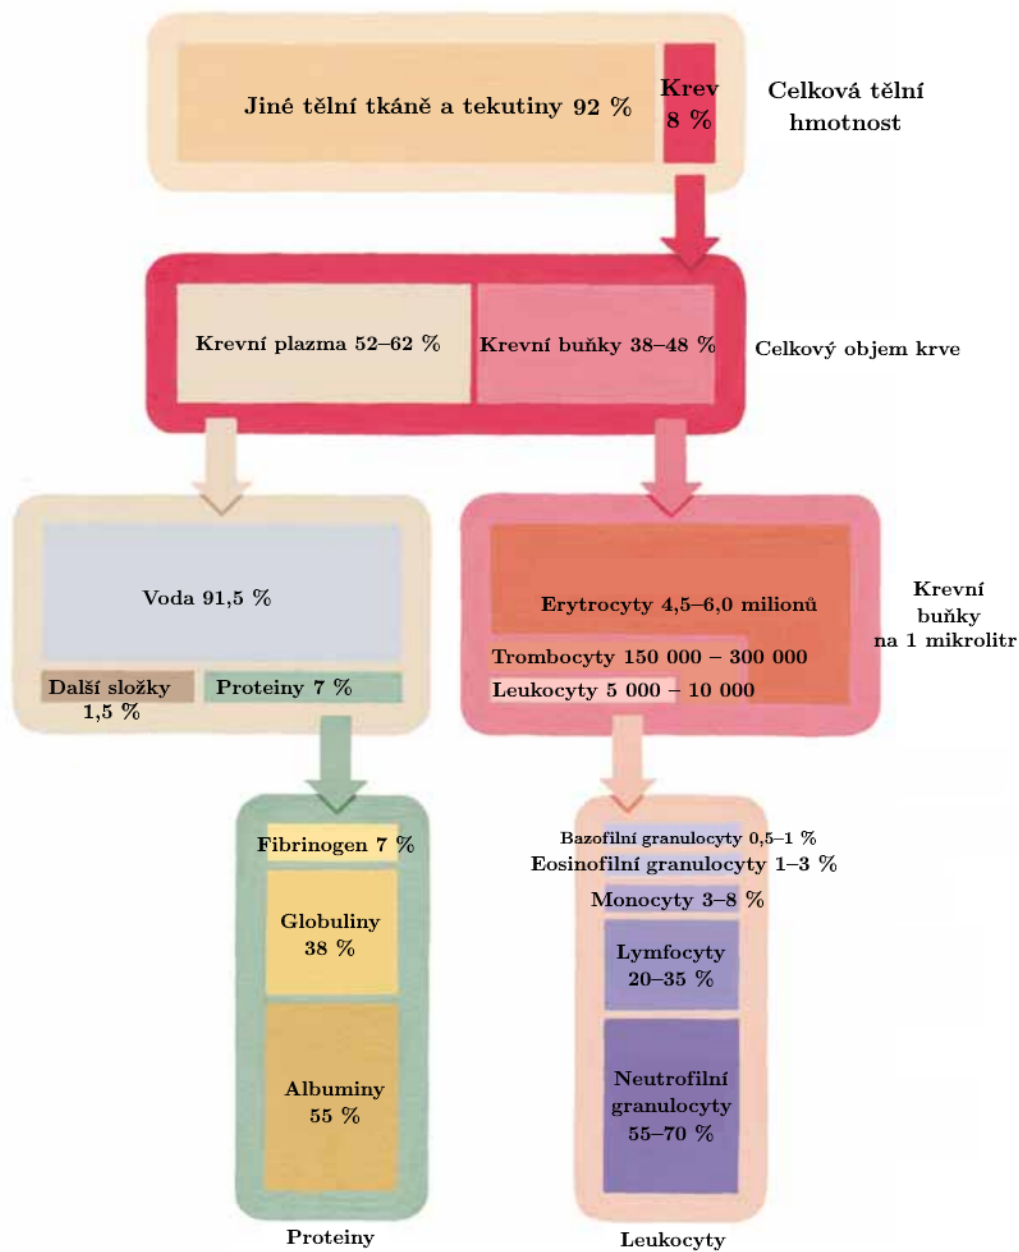 Jiné tělní tkáně a tekutiny 92 %
Krev
8 %
Celková tělní
hmotnost
Krevní plazma 52–62 %
Krevní buňky 38–48 %
Celkový objem krve
Voda 91,5 %
Další složky
1,5 %
Proteiny 7 %
Erytrocyty 4,5–6,0 milionů
Trombocyty 150 000 – 300 000
Leukocyty 5 000 – 10 000
Krevní
buňky
na 1 mikrolitr
Fibrinogen 7 %
Globuliny
38 %
Albuminy
55 %
Proteiny
Bazofilní granulocyty 0,5–1 %
Eosinofilní granulocyty 1–3 %
Monocyty 3–8 %
Lymfocyty
20–35 %
Neutrofilní
granulocyty
55–70 %
Leukocyty